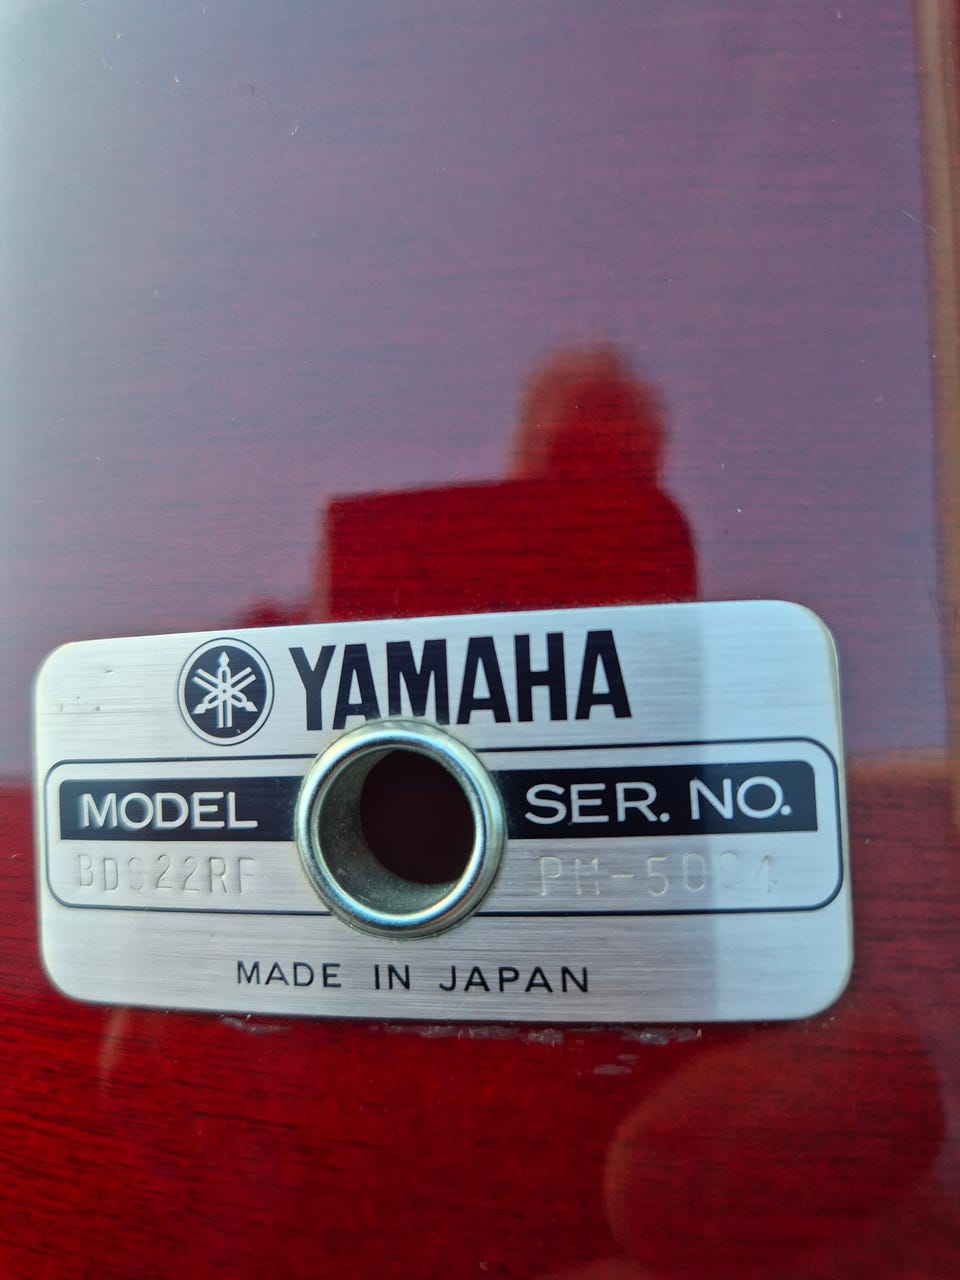 YAMAHA
MODEL SER. NO.
BD922RF
MADE IN JAPAN